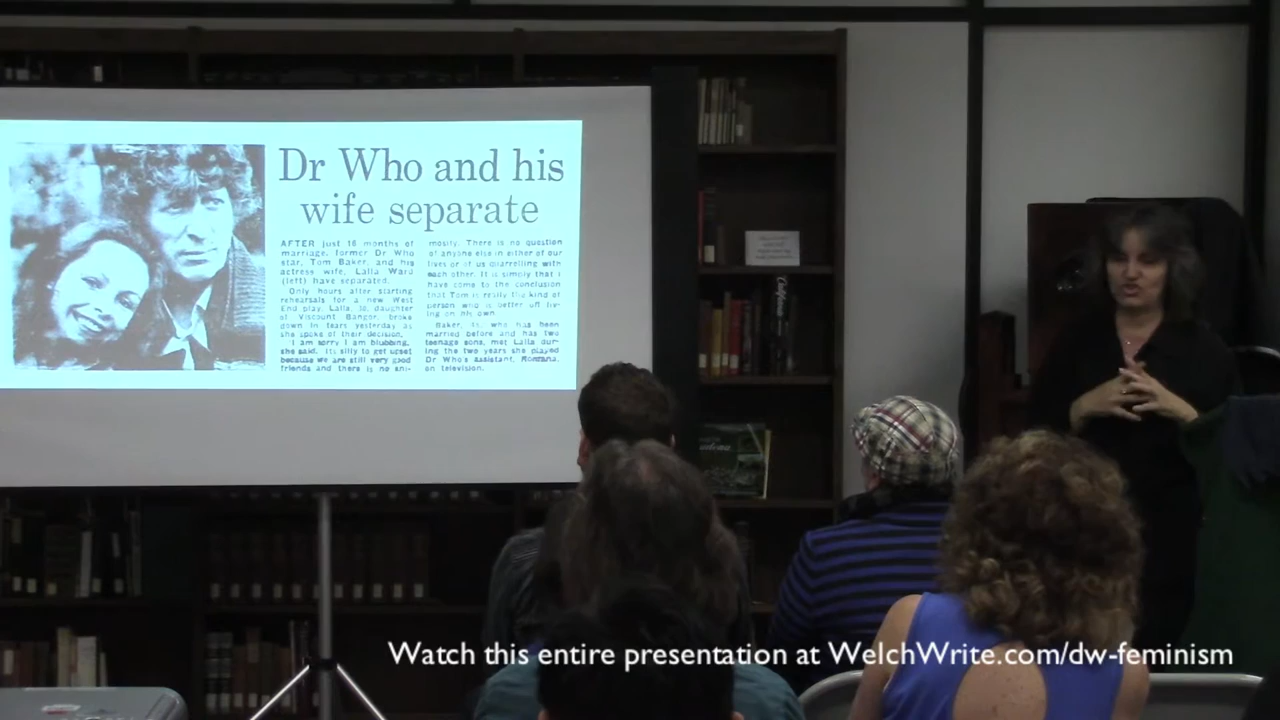 Dr Who and his
wife separate
AFTER just 16 months of
marriage, former Dr Who
star, Tom Baker, and his
actress wife, Lalla Ward
(left) have separated.
Only hours after starting
rehearsals for a new West
End play, Lalla, daughter
of Viscount Bangor, broke
down in tears yesterday as
she spoke of their decision.
I am sorry I am blubbing,
she said. Its silly to get upset
because we are still very good
friends and there is no ani-
mosity. There is no question
of anyone else in either of our
lives or of us quarrelling with
each other. It is simply that I
have come to the conclusion
that Tom is really the kind of
person who is better off liv-
ing on his own
Baker, who has been
married before and has two
teenage sons, met Lalla dur-
ing the two years she played
Dr Who's assistant, Romana,
on television.
California
Watch this entire presentation at WelchWrite.com/dw-feminism